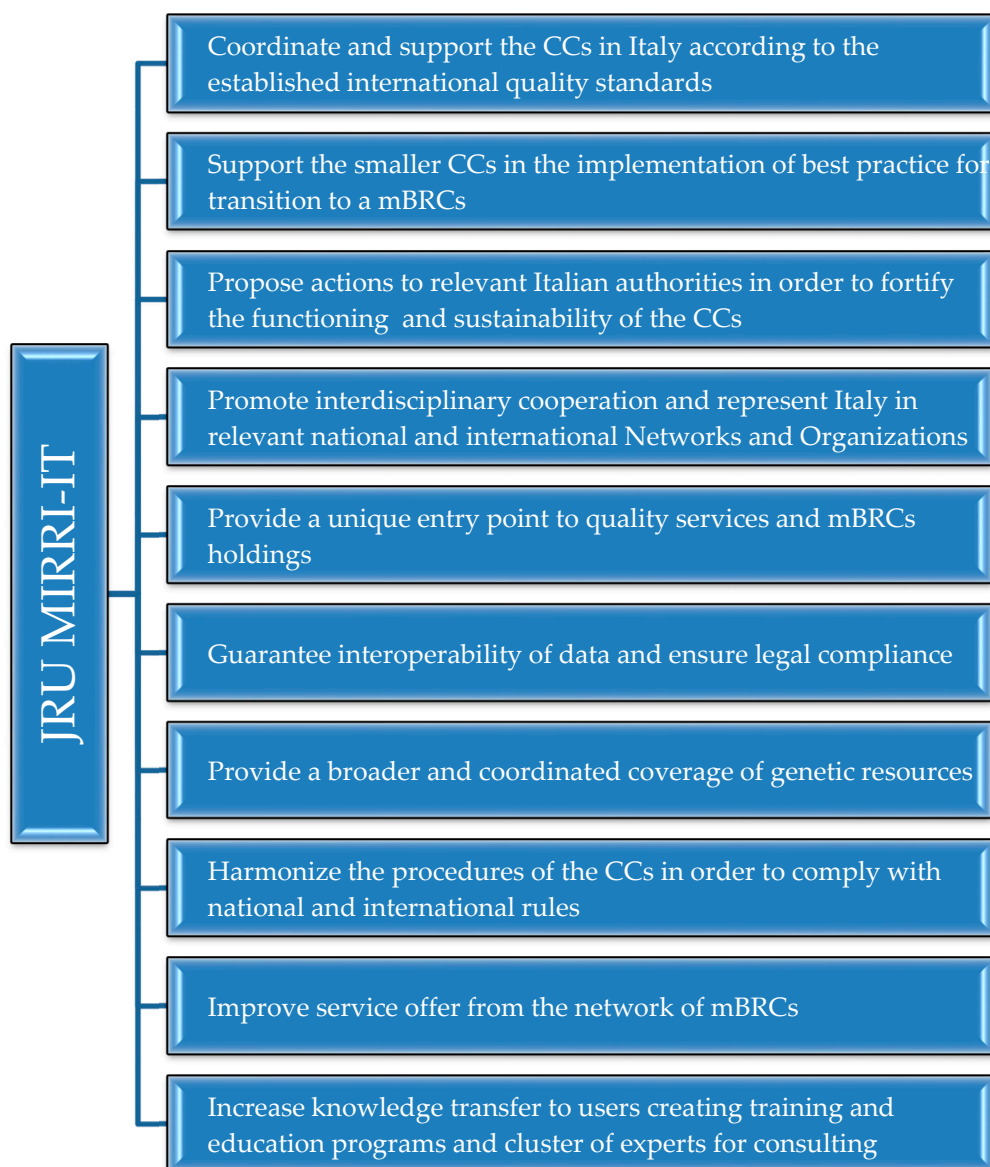 JRU MIRRI-IT
Coordinate and support the CCs in Italy according to the
established international quality standards
Support the smaller CCs in the implementation of best practice for
transition to a mBRCs
Propose actions to relevant Italian authorities in order to fortify
the functioning and sustainability of the CCs
Promote interdisciplinary cooperation and represent Italy in
relevant national and international Networks and Organizations
Provide a unique entry point to quality services and mBRCs
holdings
Guarantee interoperability of data and ensure legal compliance
Provide a broader and coordinated coverage of genetic resources
Harmonize the procedures of the CCs in order to comply with
national and international rules
Improve service offer from the network of mBRCs
Increase knowledge transfer to users creating training and
education programs and cluster of experts for consulting